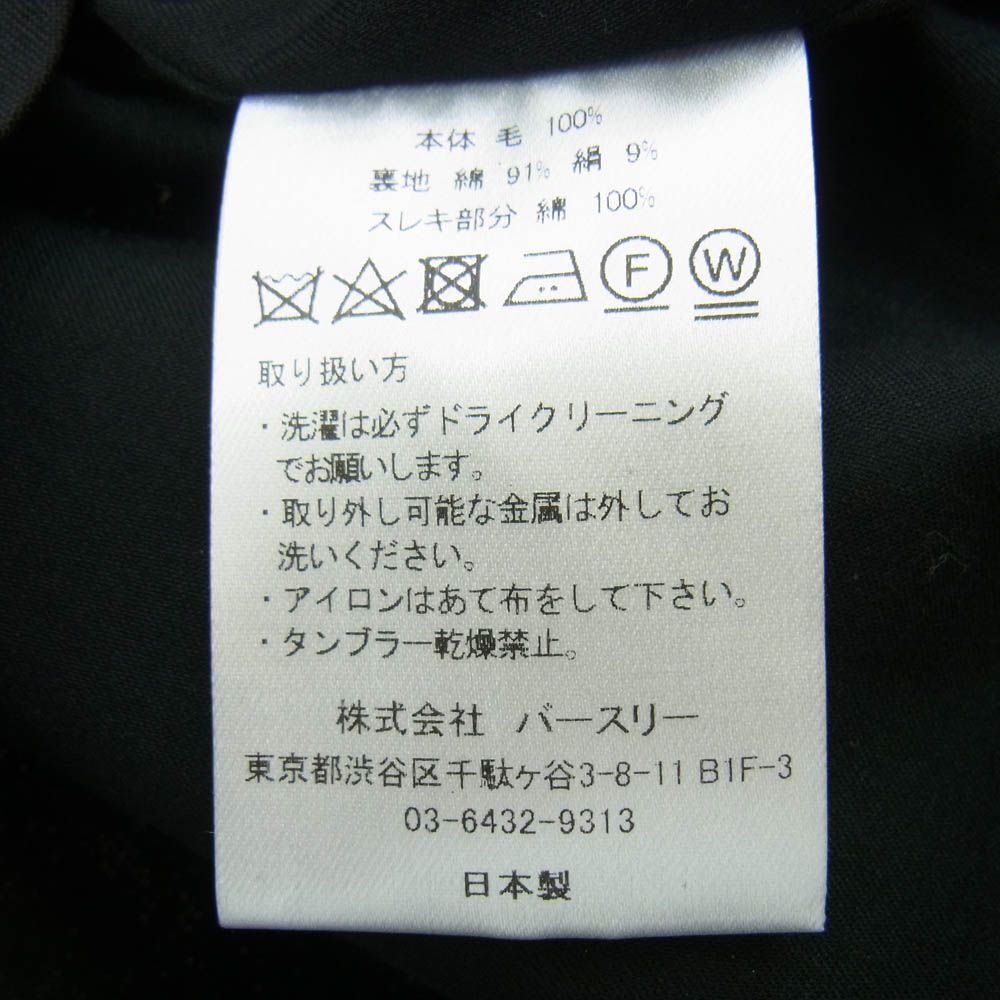 本体 毛 100%
裏地 綿 91% 絹 9%
スレキ部分 綿 100%
F W
取り扱い方
・洗濯は必ずドライクリーニング
でお願いします。
・取り外し可能な金属は外してお
洗いください。
・アイロンはあて布をして下さい。
・タンブラー乾燥禁止。
株式会社 バースリー
東京都渋谷区千駄ヶ谷3-8-11 B1F-3
03-6432-9313
日本製